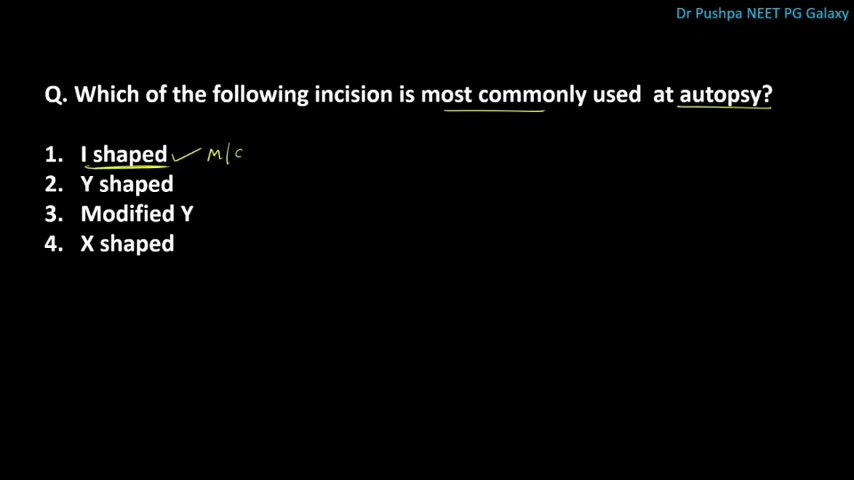 Dr Pushpa NEET PG Galaxy
Q. Which of the following incision is most commonly used at autopsy?
1. I shaped ✓ M/C
2. Y shaped
3. Modified Y
4. X shaped